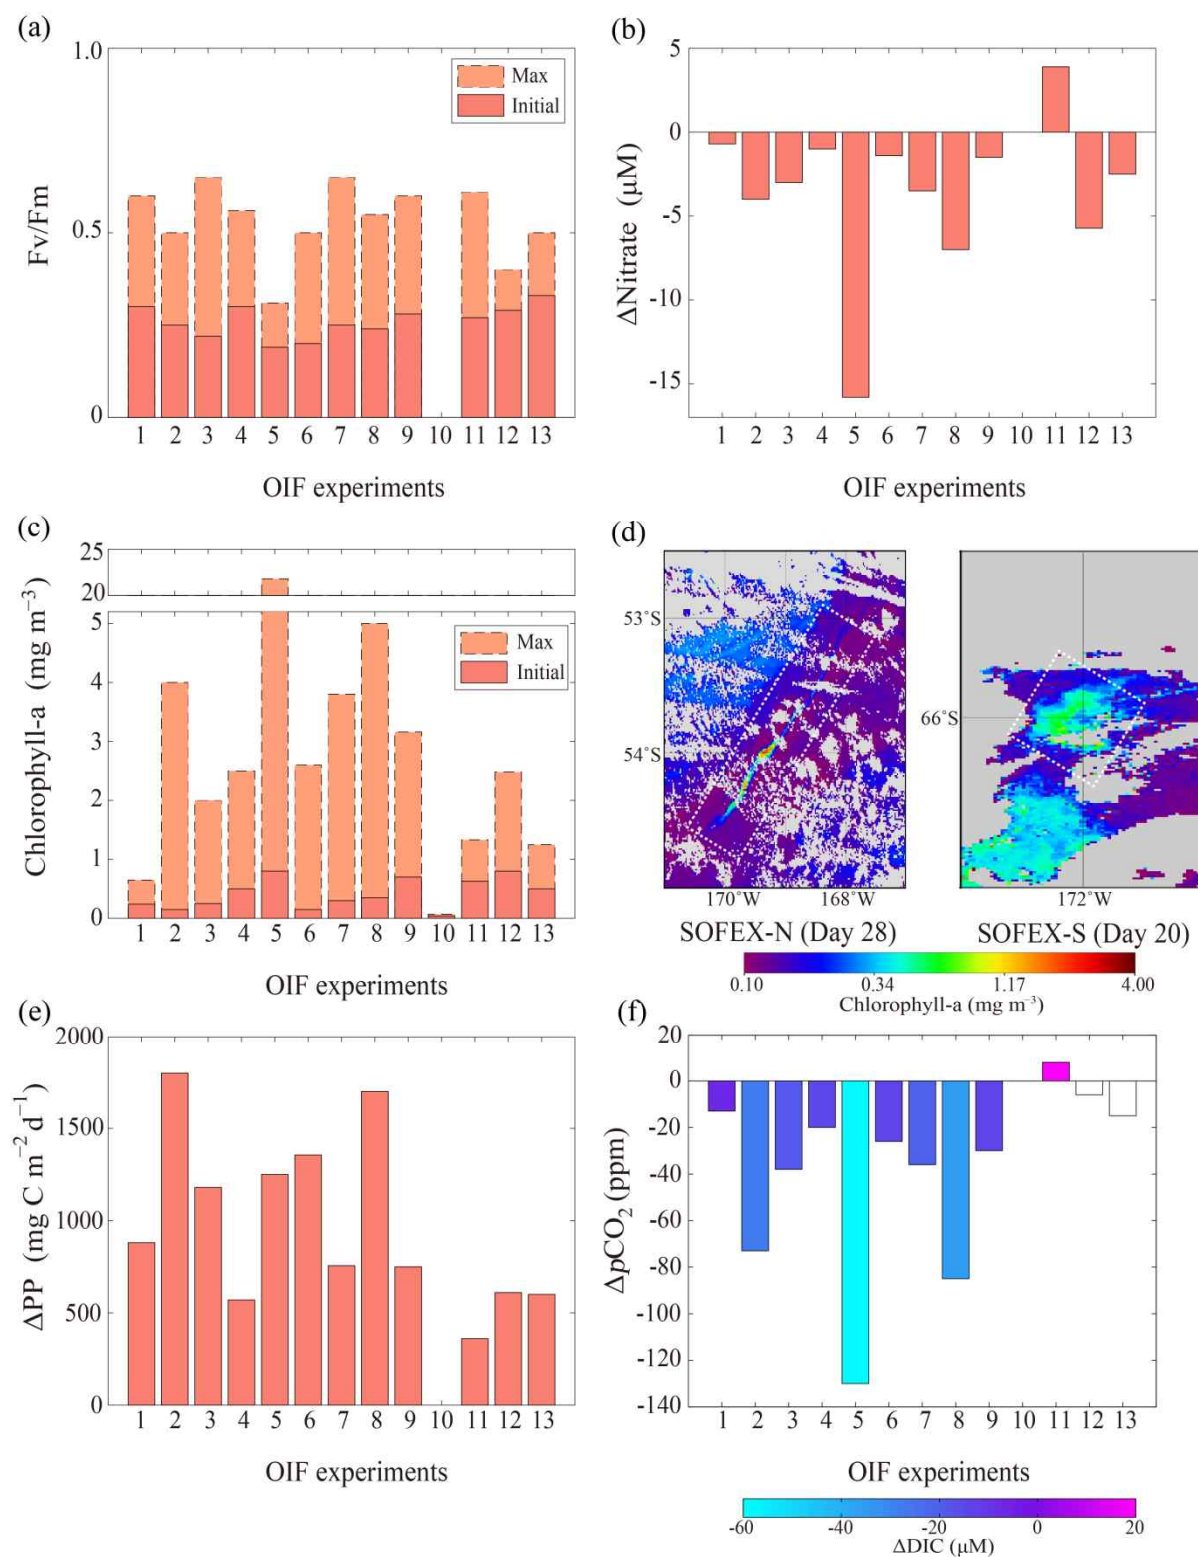 (a)
1.0
0.5
0
Fv/Fm
Max
Initial
1 2 3 4 5 6 7 8 9 10 11 12 13
OIF experiments
(b)
5
0
-5
-10
-15
ΔNitrate (μM)
1 2 3 4 5 6 7 8 9 10 11 12 13
OIF experiments
(c)
25
20
5
4
3
2
1
0
Chlorophyll-a (mg m⁻³)
Max
Initial
1 2 3 4 5 6 7 8 9 10 11 12 13
OIF experiments
(d)
53°S
54°S
170°W 168°W
SOFEX-N (Day 28)
66°S
172°W
SOFEX-S (Day 20)
0.10 0.34 1.17 4.00
Chlorophyll-a (mg m⁻³)
(e)
2000
1500
1000
500
0
ΔPP (mg C m⁻² d⁻¹)
1 2 3 4 5 6 7 8 9 10 11 12 13
OIF experiments
(f)
20
0
-20
-40
-60
-80
-100
-120
-140
ΔpCO₂ (ppm)
1 2 3 4 5 6 7 8 9 10 11 12 13
OIF experiments
-60 -40 -20 0 20
ΔDIC (μM)